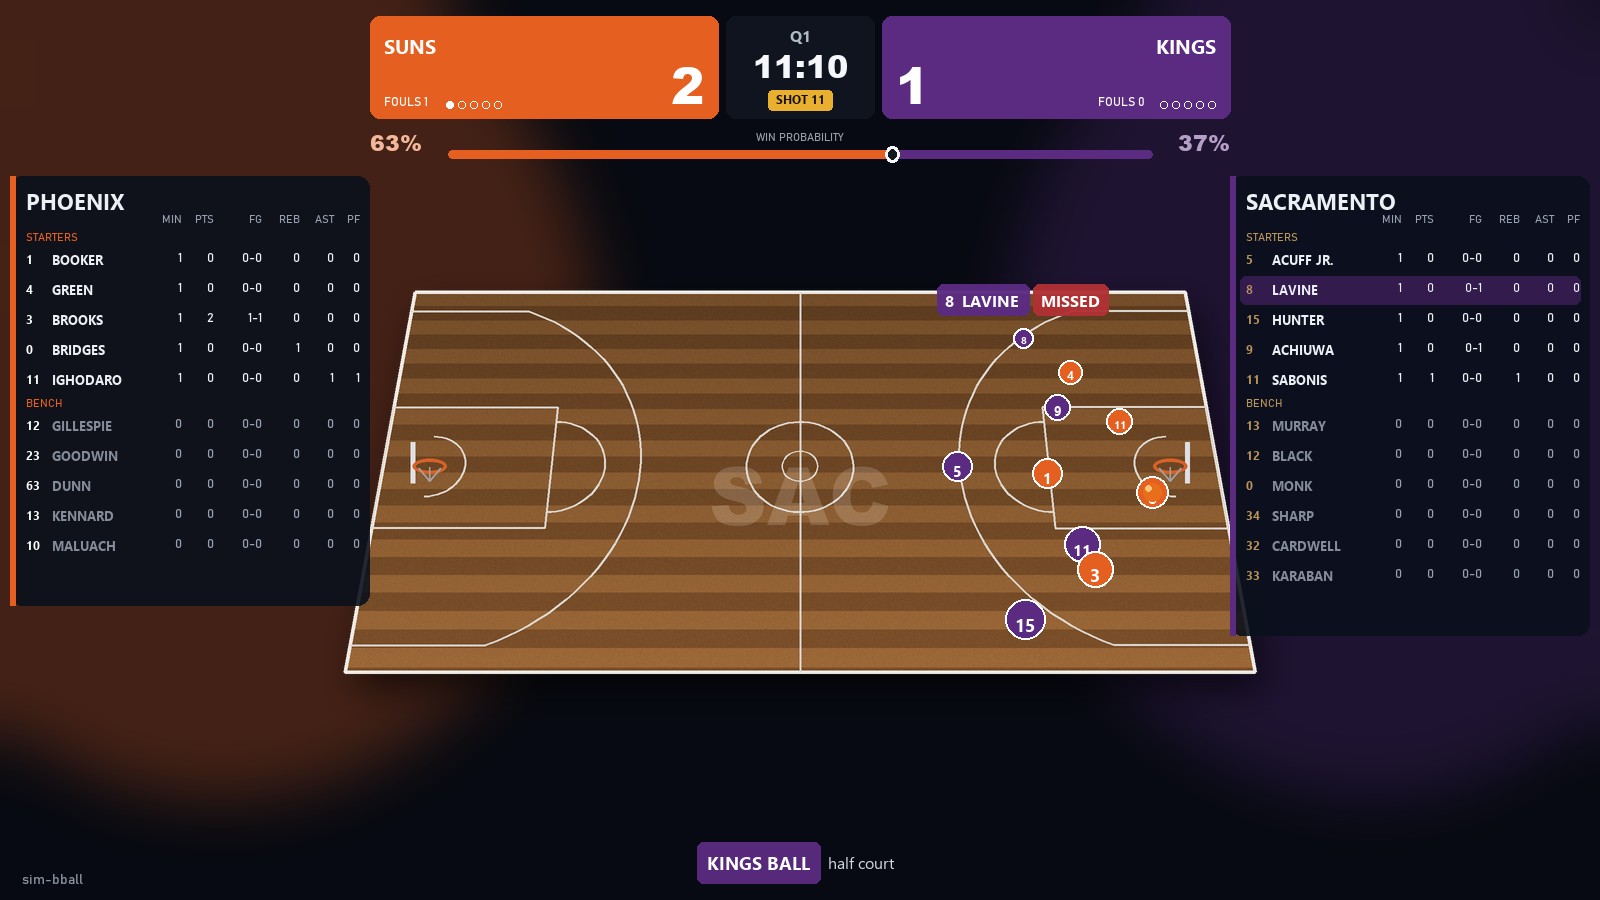 SUNS
FOULS 1
2
Q1
11:10
SHOT 11
KINGS
1
FOULS 0
63%
WIN PROBABILITY
37%
PHOENIX
MIN PTS FG REB AST PF
STARTERS
1 BOOKER 1 0 0-0 0 0 0
4 GREEN 1 0 0-0 0 0 0
3 BROOKS 1 2 1-1 0 0 0
0 BRIDGES 1 0 0-0 1 0 0
11 IGHODARO 1 0 0-0 0 1 1
BENCH
12 GILLESPIE 0 0 0-0 0 0 0
23 GOODWIN 0 0 0-0 0 0 0
63 DUNN 0 0 0-0 0 0 0
13 KENNARD 0 0 0-0 0 0 0
10 MALUACH 0 0 0-0 0 0 0
SACRAMENTO
MIN PTS FG REB AST PF
STARTERS
5 ACUFF JR. 1 0 0-0 0 0 0
8 LAVINE 1 0 0-1 0 0 0
15 HUNTER 1 0 0-0 0 0 0
9 ACHIUWA 1 0 0-1 0 0 0
11 SABONIS 1 1 0-0 1 0 0
BENCH
13 MURRAY 0 0 0-0 0 0 0
12 BLACK 0 0 0-0 0 0 0
0 MONK 0 0 0-0 0 0 0
34 SHARP 0 0 0-0 0 0 0
32 CARDWELL 0 0 0-0 0 0 0
33 KARABAN 0 0 0-0 0 0 0
8 LAVINE MISSED
8
4
9
11
5
1
SAC
11
3
15
KINGS BALL half court
sim-bball